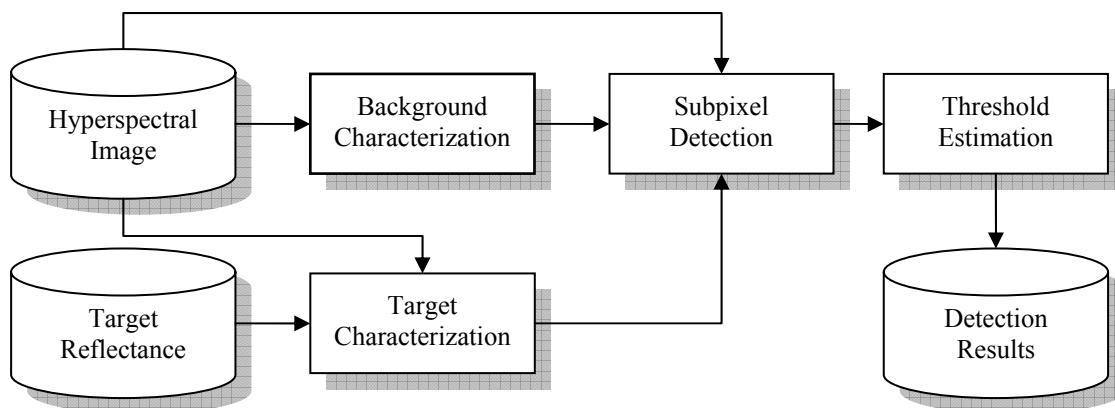 Hyperspectral
Image
Background
Characterization
Subpixel
Detection
Threshold
Estimation
Target
Reflectance
Target
Characterization
Detection
Results